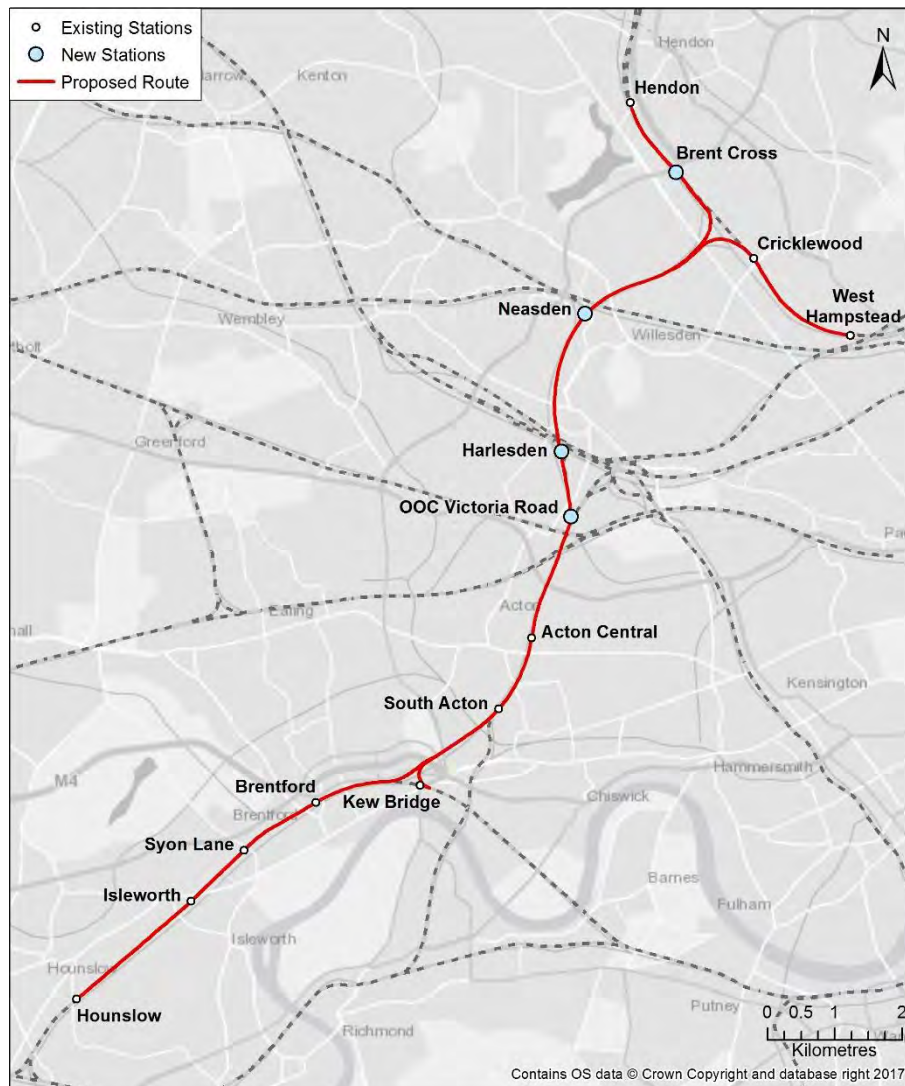 Existing Stations
New Stations
Proposed Route
N
Hendon
Kenton
Hendon
Brent Cross
Cricklewood
West
Hampstead
Neasden
Wembley
Willesden
Greenford
Harlesden
OOC Victoria Road
Acton
Ealing
Acton Central
South Acton
Kensington
M4
Hammersmith
Brentford
Brentford
Kew Bridge
Chiswick
Syon Lane
Barnes
Isleworth
Fulham
Isleworth
Hounslow
Hounslow
Putney
Richmond
0 0.5 1 2
Kilometres
Contains OS data © Crown Copyright and database right 2017